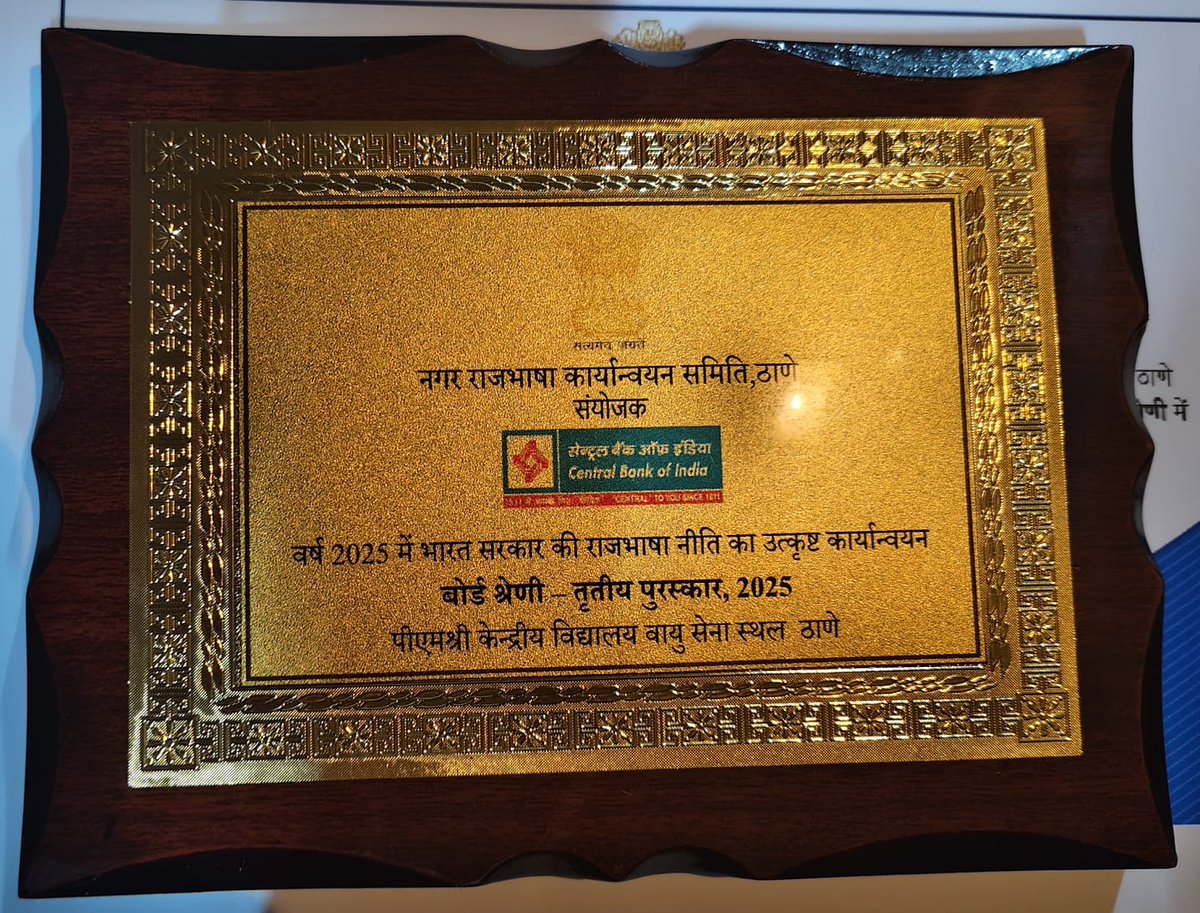 सत्यमेव जयते
नगर राजभाषा कार्यान्वयन समिति,ठाणे
संयोजक
सेन्ट्रल बैंक ऑफ़ इंडिया
Central Bank of India
"CENTRAL" TO YOU SINCE 1911
वर्ष 2025 में भारत सरकार की राजभाषा नीति का उत्कृष्ट कार्यान्वयन
बोर्ड श्रेणी – तृतीय पुरस्कार, 2025
पीएमश्री केन्द्रीय विद्यालय वायु सेना स्थल ठाणे
ठाणे
में